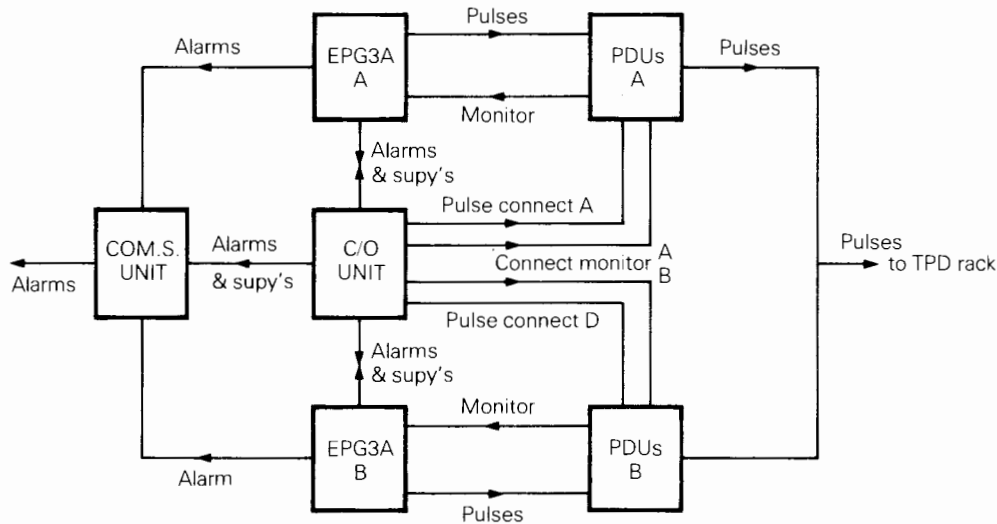 Pulses
Alarms
EPG3A
A
PDUs
A
Pulses
Monitor
Alarms
& supy's
Pulse connect A
COM.S.
UNIT
Alarms
& supy's
C/O
UNIT
Connect monitor A
B
Pulses
to TPD rack
Alarms
Pulse connect D
Alarms
& supy's
Monitor
EPG3A
B
PDUs
B
Alarm
Pulses